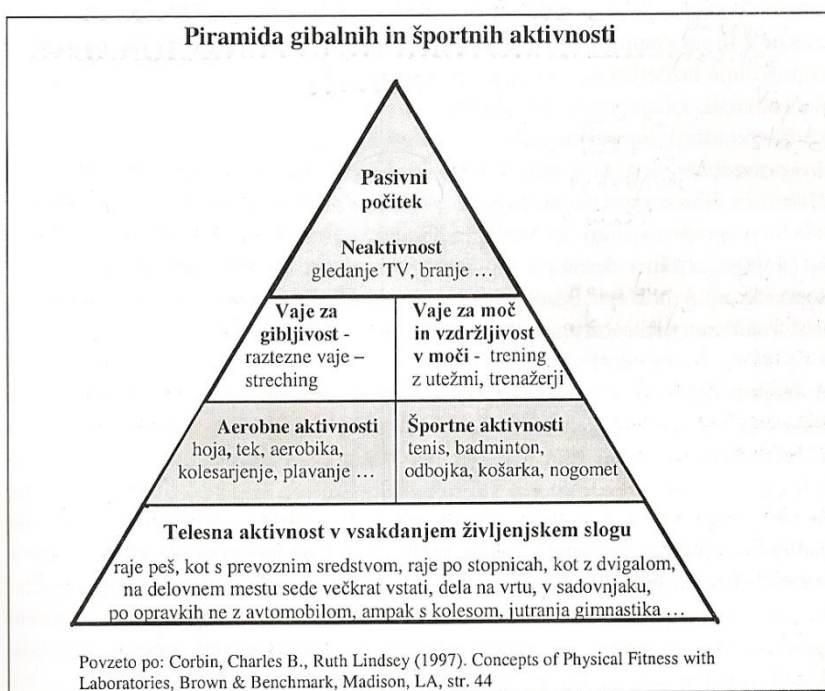 Piramida gibalnih in športnih aktivnosti
Pasivni
počitek
Neaktivnost
gledanje TV, branje ...
Vaje za
gibljivost -
raztezne vaje –
streching
Vaje za moč
in vzdržljivost
v moči - trening
z utežmi, trenažerji
Aerobne aktivnosti
hoja, tek, aerobika,
kolesarjenje, plavanje ...
Športne aktivnosti
tenis, badminton,
odbojka, košarka, nogomet
Telesna aktivnost v vsakdanjem življenjskem slogu
raje peš, kot s prevoznim sredstvom, raje po stopnicah, kot z dvigalom,
na delovnem mestu sede večkrat vstati, dela na vrtu, v sadovnjaku,
po opravkih ne z avtomobilom, ampak s kolesom, jutranja gimnastika ...
Povzeto po: Corbin, Charles B., Ruth Lindsey (1997). Concepts of Physical Fitness with
Laboratories, Brown & Benchmark, Madison, LA, str. 44